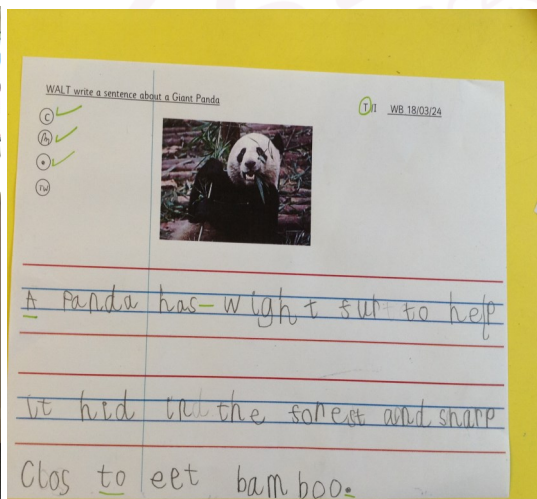 WALT write a sentence about a Giant Panda
T I WB 18/03/24
C
A
TW
A Panda has wight fur to help
it hid in the forest and sharp
Clos to eet bamboo.